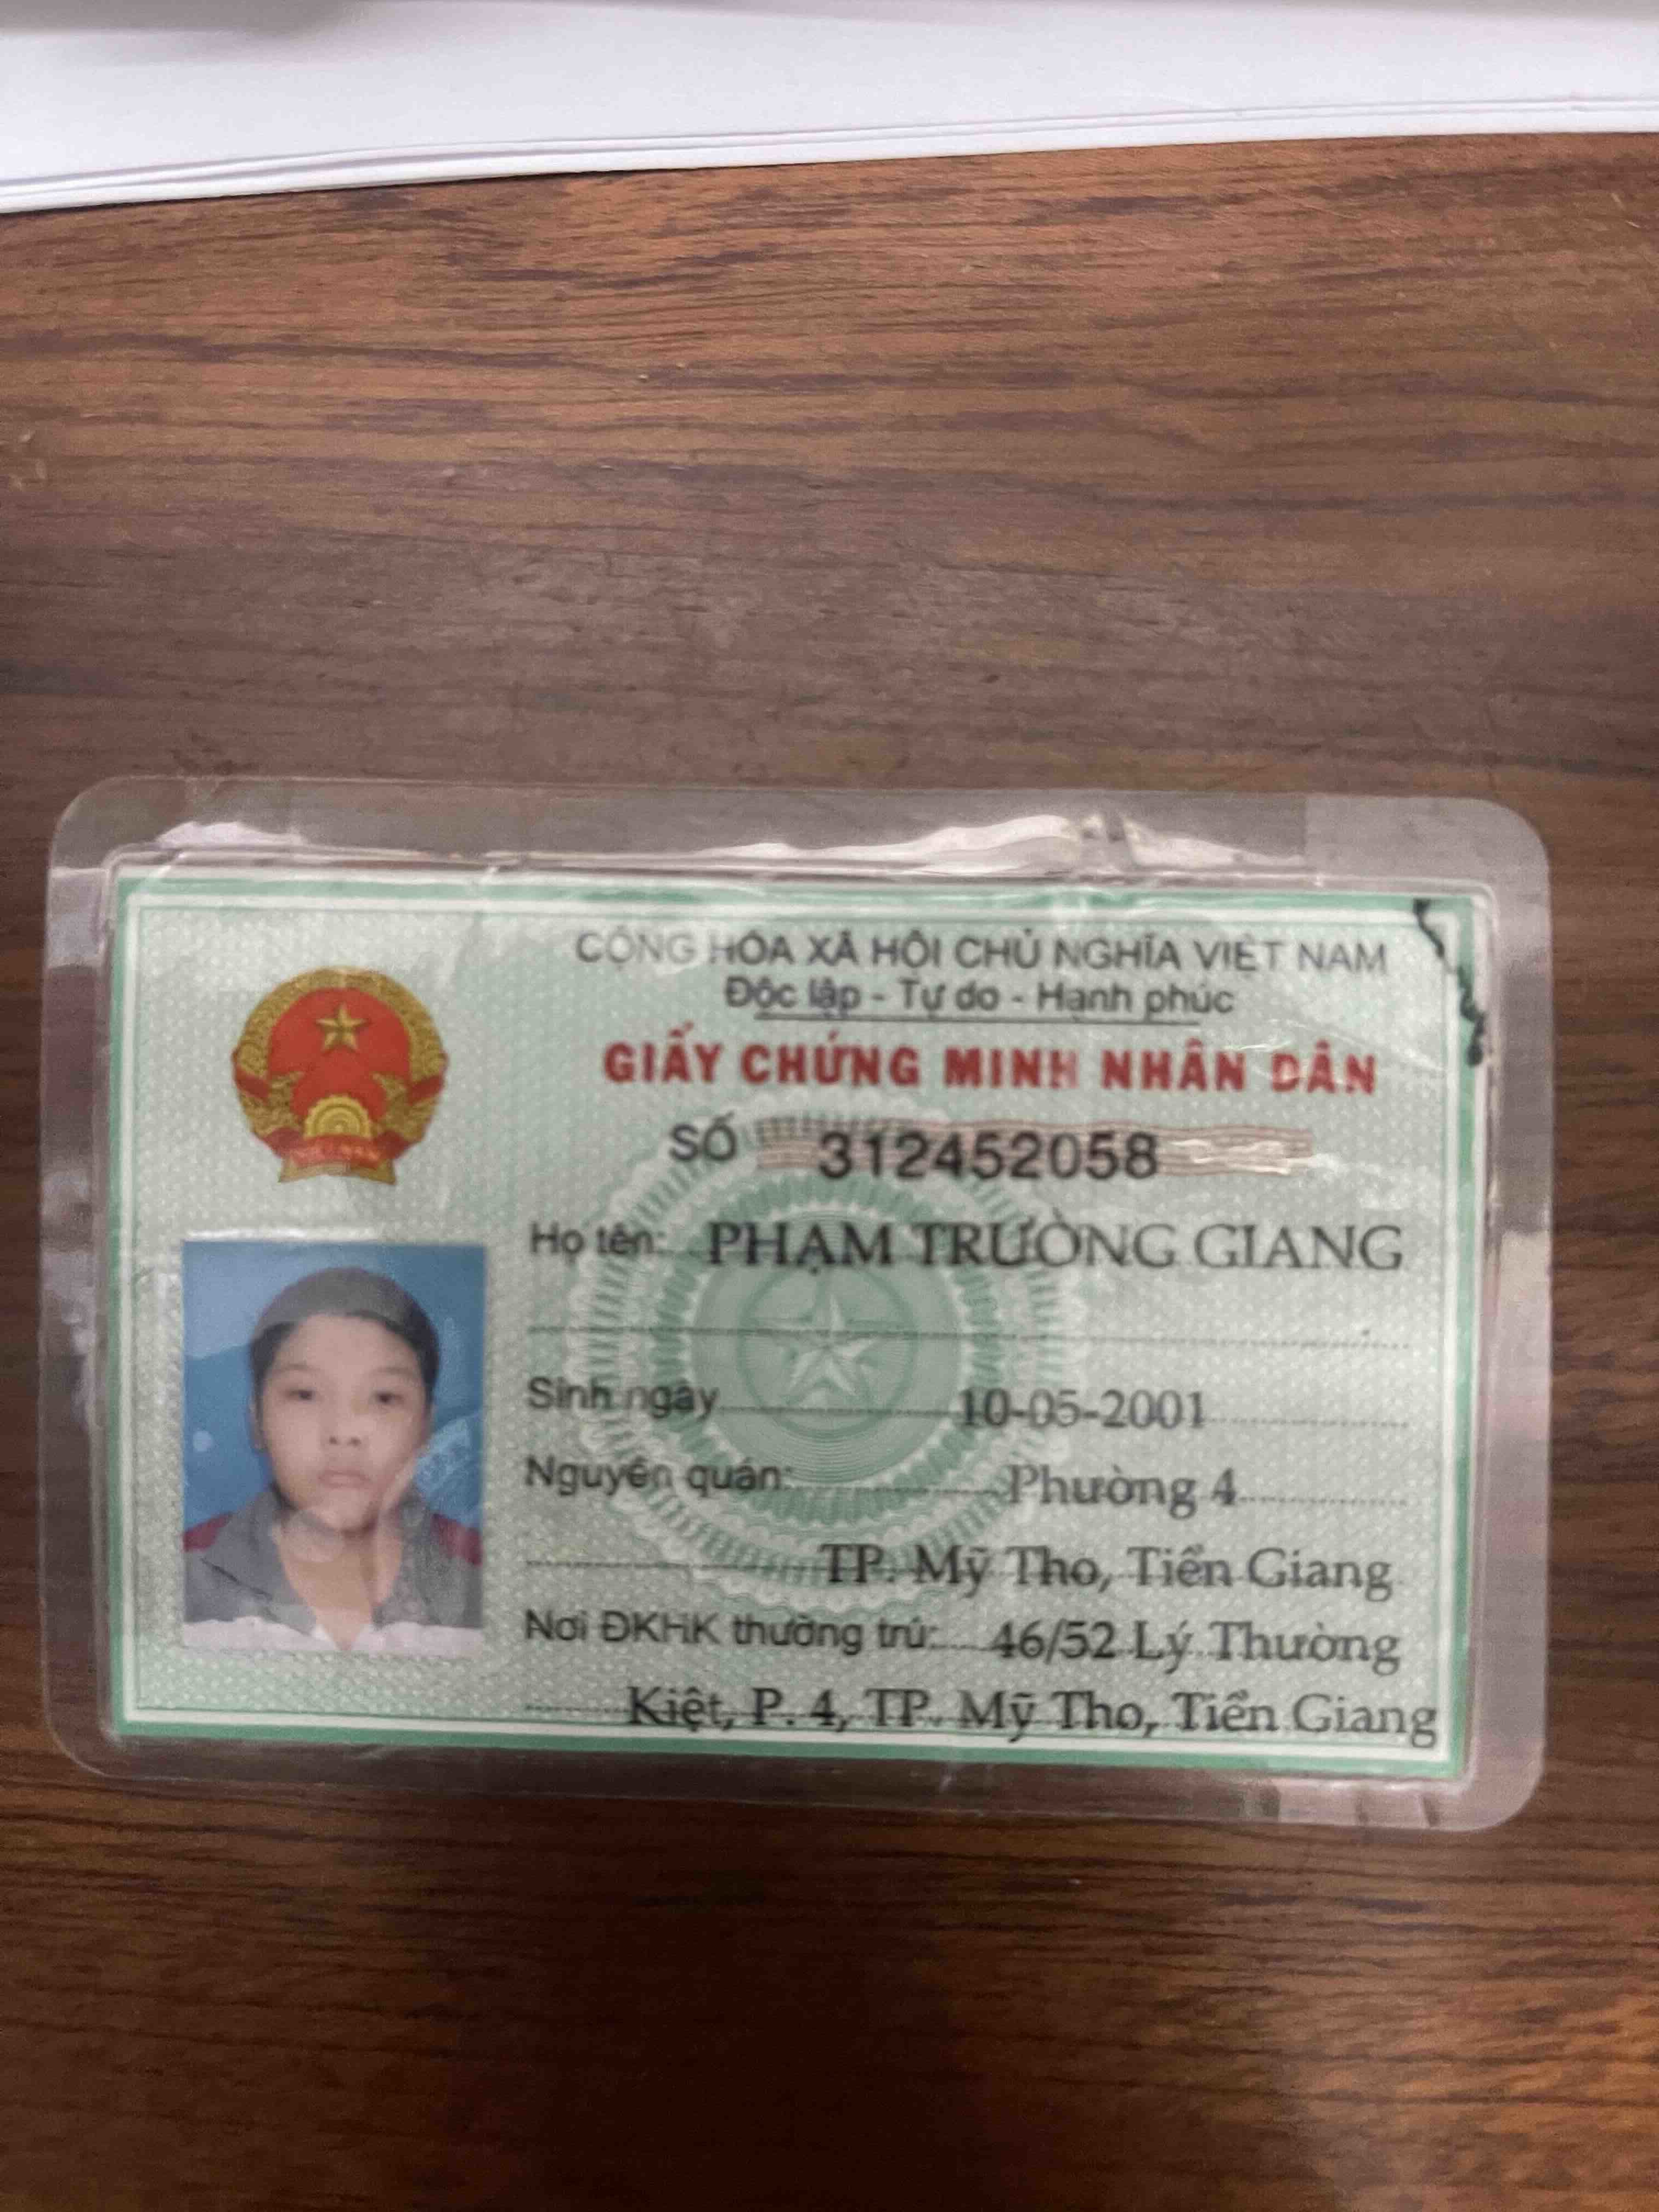 CỘNG HÒA XÃ HỘI CHỦ NGHĨA VIỆT NAM
Độc lập - Tự do - Hạnh phúc
GIẤY CHỨNG MINH NHÂN DÂN
SỐ 312452058
Họ tên: PHẠM TRƯỜNG GIANG
Sinh ngày 10-05-2001
Nguyên quán: Phường 4
TP. Mỹ Tho, Tiền Giang
Nơi ĐKHK thường trú: 46/52 Lý Thường
Kiệt, P. 4, TP. Mỹ Tho, Tiền Giang